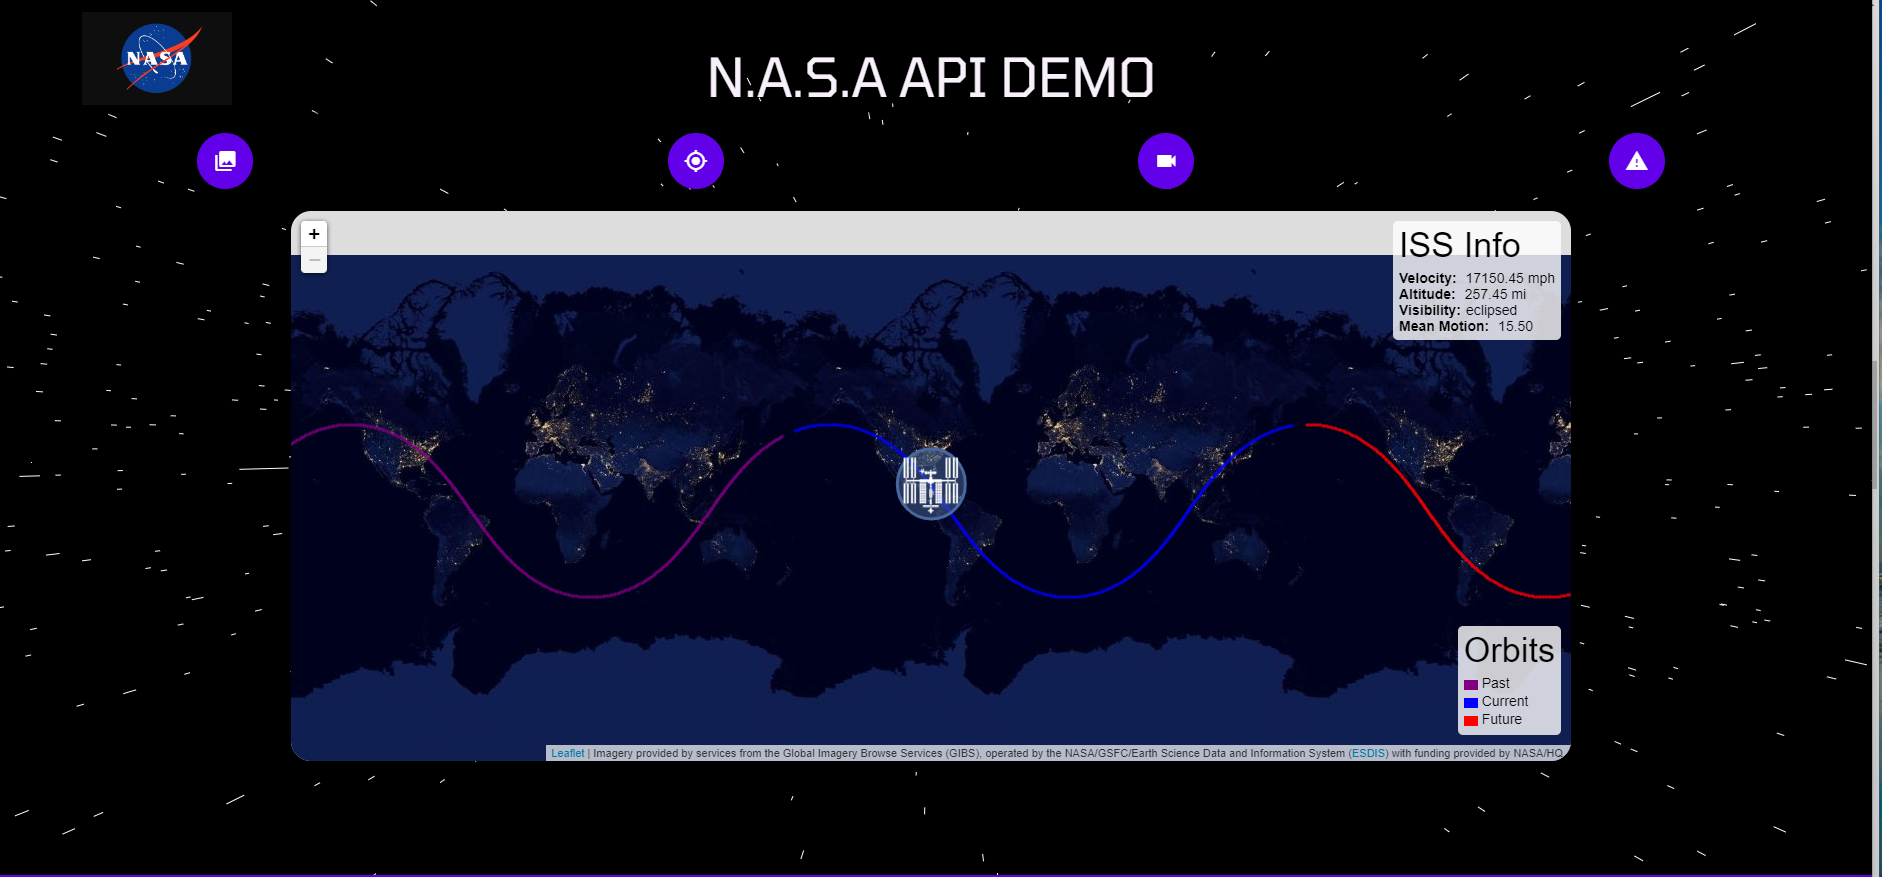 NASA
N.A.S.A API DEMO
+
−
ISS Info
Velocity: 17150.45 mph
Altitude: 257.45 mi
Visibility: eclipsed
Mean Motion: 15.50
Orbits
Past
Current
Future
Leaflet | Imagery provided by services from the Global Imagery Browse Services (GIBS), operated by the NASA/GSFC/Earth Science Data and Information System (ESDIS) with funding provided by NASA/HQ.